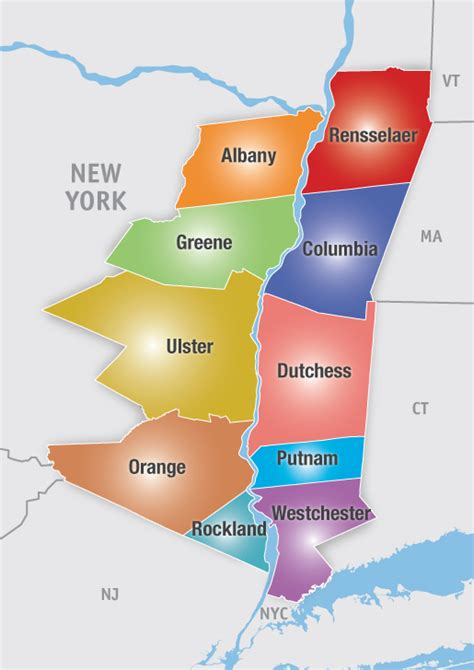 VT
Rensselaer
Albany
NEW
YORK
MA
Greene
Columbia
Ulster
Dutchess
CT
Putnam
Orange
Westchester
Rockland
NJ
NYC